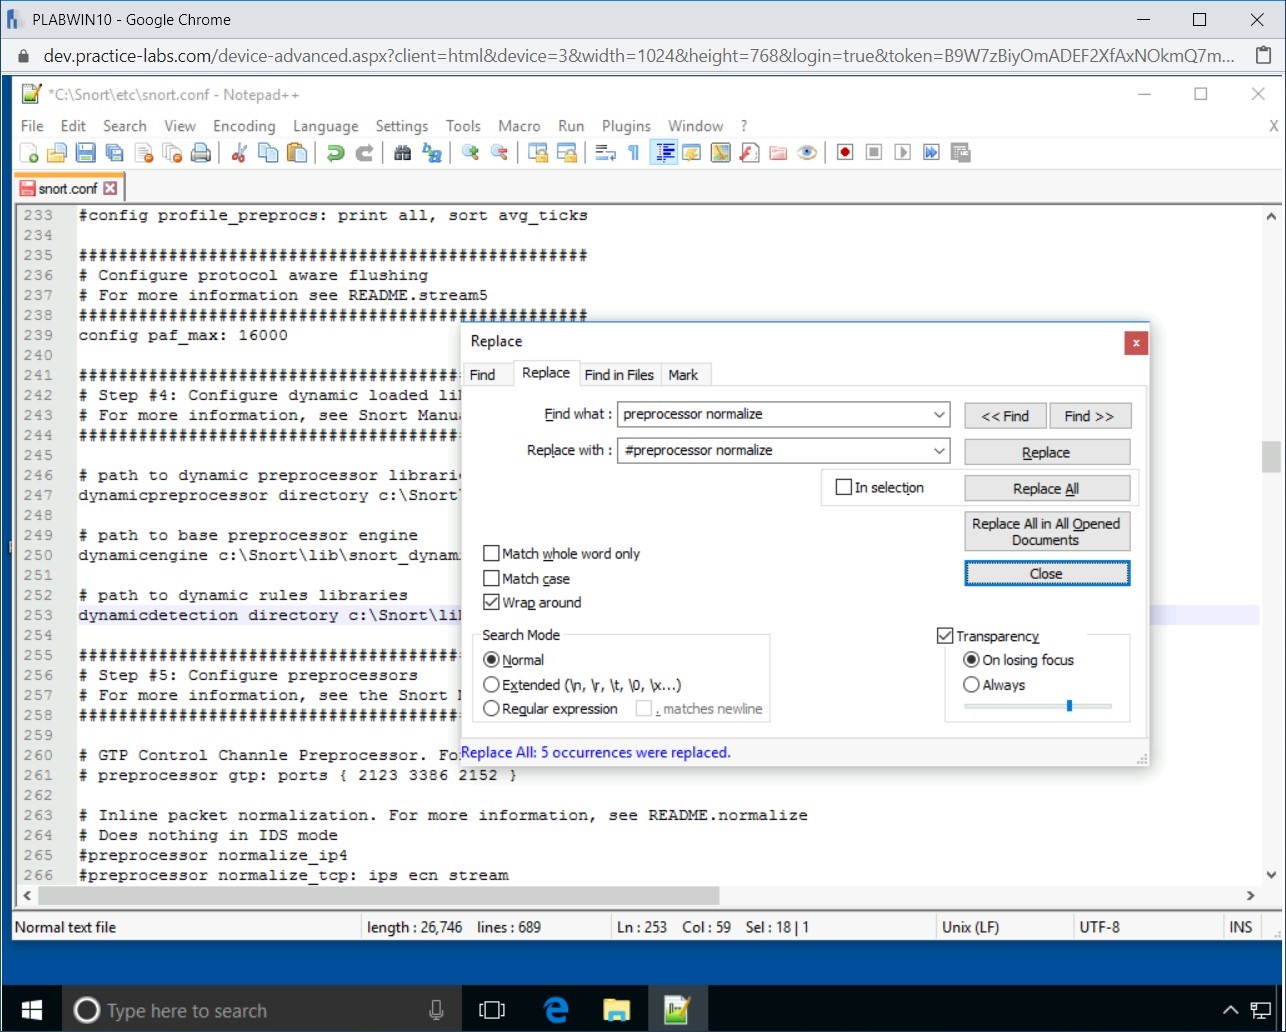 PLABWIN10 - Google Chrome
dev.practice-labs.com/device-advanced.aspx?client=html&device=3&width=1024&height=768&login=true&token=B9W7zBiyOmADEF2XfAxNOkmQ7m...
*C:\Snort\etc\snort.conf - Notepad++
File Edit Search View Encoding Language Settings Tools Macro Run Plugins Window ? X
snort.conf
233 #config profile_preprocs: print all, sort avg_ticks
234
235 #####################################################
236 # Configure protocol aware flushing
237 # For more information see README.stream5
238 #####################################################
239 config paf_max: 16000
240
241 ########################################
242 # Step #4: Configure dynamic loaded li
243 # For more information, see Snort Manu
244 ########################################
245
246 # path to dynamic preprocessor librari
247 dynamicpreprocessor directory c:\Snort\
248
249 # path to base preprocessor engine
250 dynamicengine c:\Snort\lib\snort_dynam
251
252 # path to dynamic rules libraries
253 dynamicdetection directory c:\Snort\li
254
255 ########################################
256 # Step #5: Configure preprocessors
257 # For more information, see the Snort M
258 ########################################
259
260 # GTP Control Channle Preprocessor. Fo
261 # preprocessor gtp: ports { 2123 3386 2152 }
262
263 # Inline packet normalization. For more information, see README.normalize
264 # Does nothing in IDS mode
265 #preprocessor normalize_ip4
266 #preprocessor normalize_tcp: ips ecn stream
Replace
x
Find Replace Find in Files Mark
Find what : preprocessor normalize
<< Find Find >>
Replace with : #preprocessor normalize
Replace
In selection
Replace All
Replace All in All Opened
Documents
Close
Match whole word only
Match case
Wrap around
Search Mode
Normal
Extended (\n, \r, \t, \0, \x...)
Regular expression . matches newline
Transparency
On losing focus
Always
Replace All: 5 occurrences were replaced.
Normal text file length : 26,746 lines : 689 Ln : 253 Col : 59 Sel : 18 | 1 Unix (LF) UTF-8 INS
Type here to search